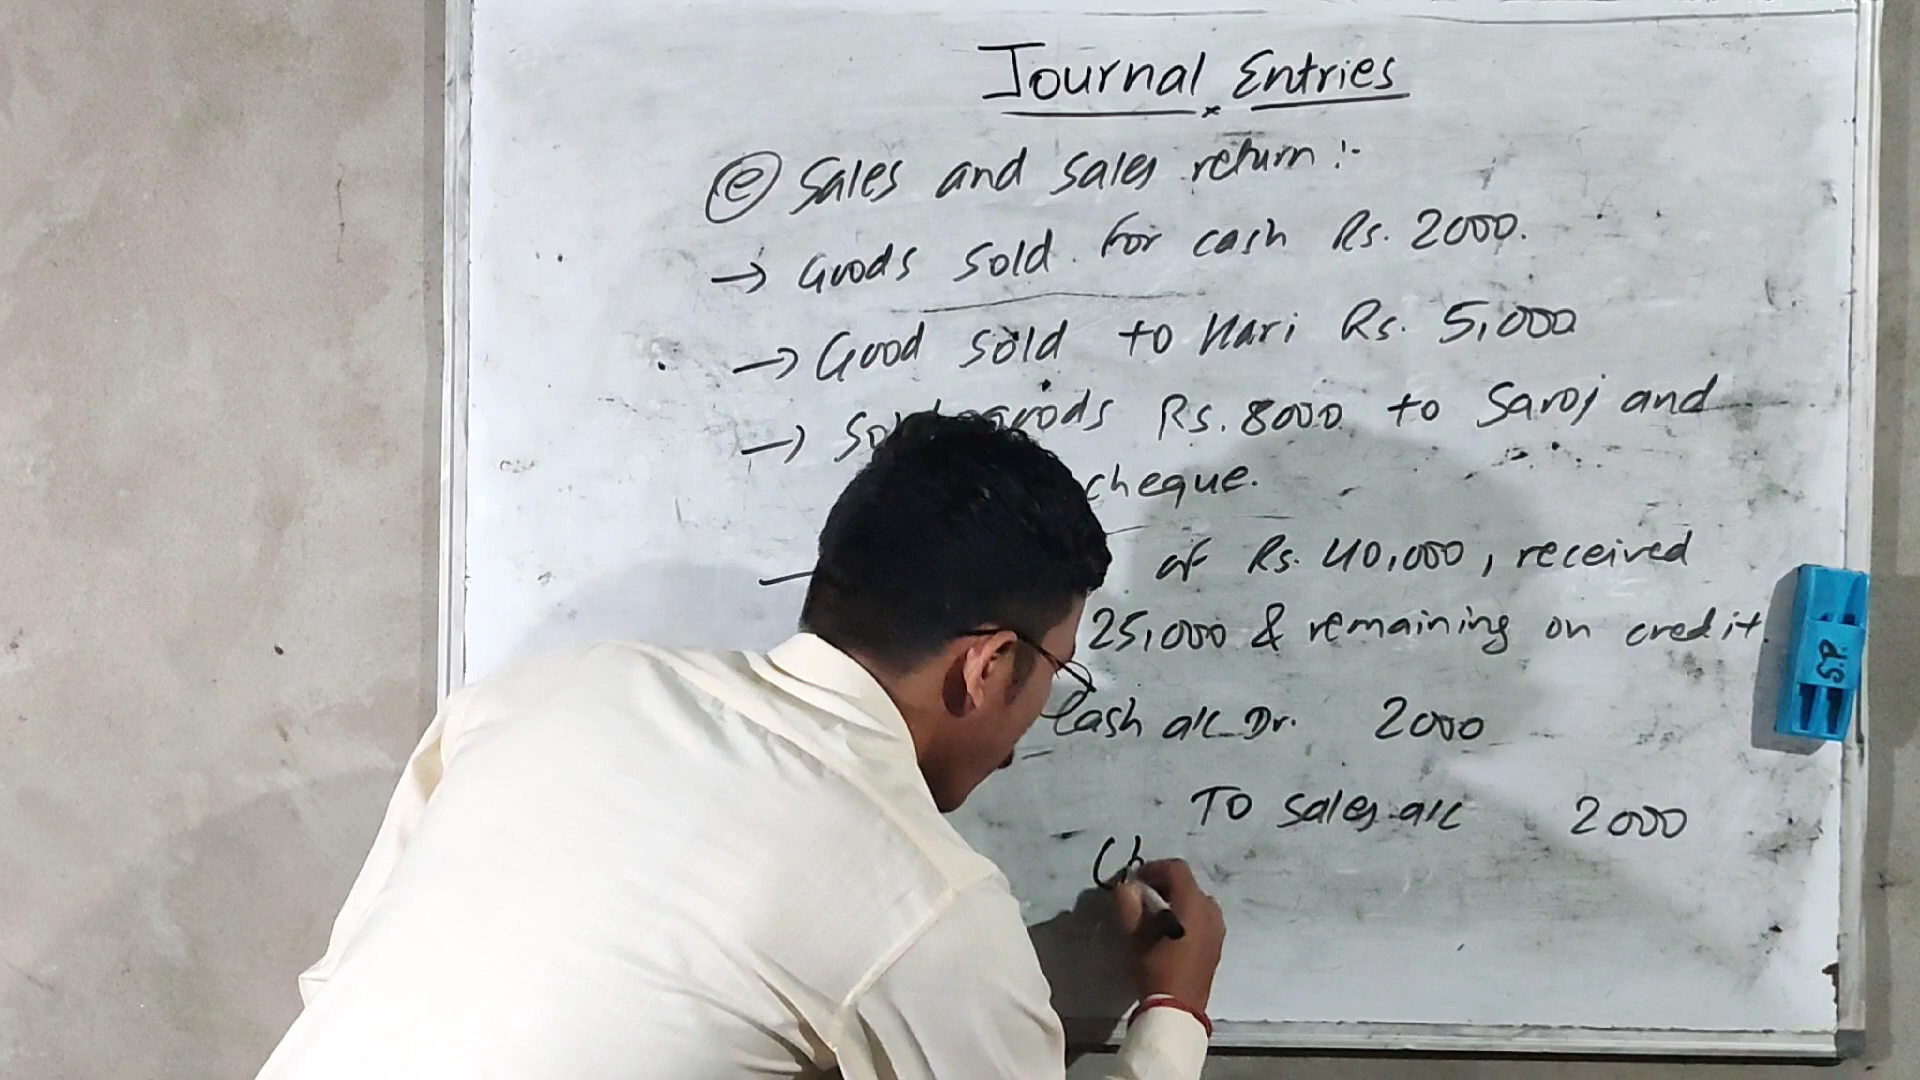 Journal Entries
(e) Sales and sales return :-
→ Goods sold for cash Rs. 2000.
→ Good sold to Hari Rs. 5,000
→ goods Rs. 8000 to Saroj and
cheque.
of Rs. 40,000, received
25,000 & remaining on credit.
Cash a/c Dr. 2000
To sales a/c 2000
S.P.